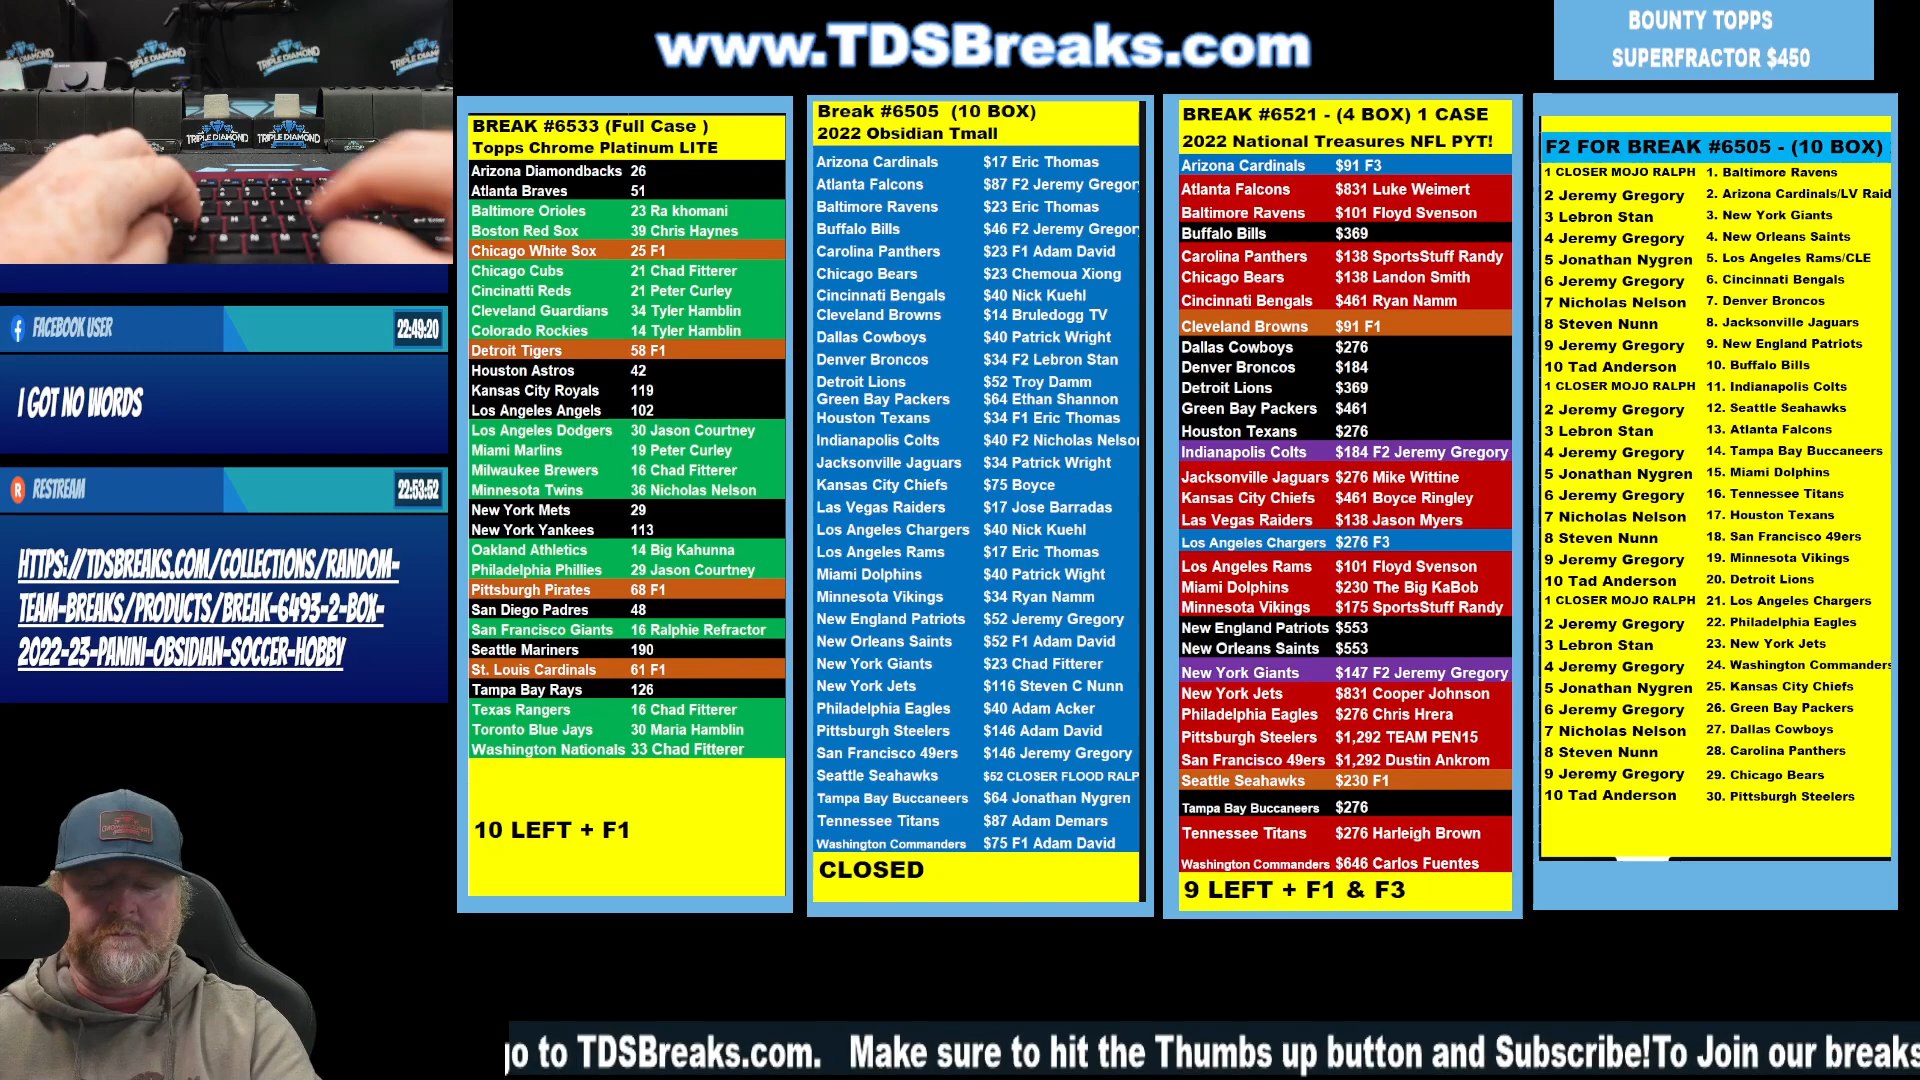 www.TDSBreaks.com
BOUNTY TOPPS
SUPERFRACTOR $450
TRIPLE DIAMOND
TRIPLE DIAMOND
TRIPLE DIAMOND
TRIPLE DIAMOND
FACEBOOK USER
22:49:20
I GOT NO WORDS
RESTREAM
22:53:52
HTTPS://TDSBREAKS.COM/COLLECTIONS/RANDOM-
TEAM-BREAKS/PRODUCTS/BREAK-6493-2-BOX-
2022-23-PANINI-OBSIDIAN-SOCCER-HOBBY
BREAK #6533 (Full Case )
Topps Chrome Platinum LITE
Arizona Diamondbacks 26
Atlanta Braves 51
Baltimore Orioles 23 Ra khomani
Boston Red Sox 39 Chris Haynes
Chicago White Sox 25 F1
Chicago Cubs 21 Chad Fitterer
Cincinatti Reds 21 Peter Curley
Cleveland Guardians 34 Tyler Hamblin
Colorado Rockies 14 Tyler Hamblin
Detroit Tigers 58 F1
Houston Astros 42
Kansas City Royals 119
Los Angeles Angels 102
Los Angeles Dodgers 30 Jason Courtney
Miami Marlins 19 Peter Curley
Milwaukee Brewers 16 Chad Fitterer
Minnesota Twins 36 Nicholas Nelson
New York Mets 29
New York Yankees 113
Oakland Athletics 14 Big Kahunna
Philadelphia Phillies 29 Jason Courtney
Pittsburgh Pirates 68 F1
San Diego Padres 48
San Francisco Giants 16 Ralphie Refractor
Seattle Mariners 190
St. Louis Cardinals 61 F1
Tampa Bay Rays 126
Texas Rangers 16 Chad Fitterer
Toronto Blue Jays 30 Maria Hamblin
Washington Nationals 33 Chad Fitterer
10 LEFT + F1
Break #6505 (10 BOX)
2022 Obsidian Tmall
Arizona Cardinals $17 Eric Thomas
Atlanta Falcons $87 F2 Jeremy Gregory
Baltimore Ravens $23 Eric Thomas
Buffalo Bills $46 F2 Jeremy Gregory
Carolina Panthers $23 F1 Adam David
Chicago Bears $23 Chemoua Xiong
Cincinnati Bengals $40 Nick Kuehl
Cleveland Browns $14 Bruledogg TV
Dallas Cowboys $40 Patrick Wright
Denver Broncos $34 F2 Lebron Stan
Detroit Lions $52 Troy Damm
Green Bay Packers $64 Ethan Shannon
Houston Texans $34 F1 Eric Thomas
Indianapolis Colts $40 F2 Nicholas Nelson
Jacksonville Jaguars $34 Patrick Wright
Kansas City Chiefs $75 Boyce
Las Vegas Raiders $17 Jose Barradas
Los Angeles Chargers $40 Nick Kuehl
Los Angeles Rams $17 Eric Thomas
Miami Dolphins $40 Patrick Wight
Minnesota Vikings $34 Ryan Namm
New England Patriots $52 Jeremy Gregory
New Orleans Saints $52 F1 Adam David
New York Giants $23 Chad Fitterer
New York Jets $116 Steven C Nunn
Philadelphia Eagles $40 Adam Acker
Pittsburgh Steelers $146 Adam David
San Francisco 49ers $146 Jeremy Gregory
Seattle Seahawks $52 CLOSER FLOOD RALP
Tampa Bay Buccaneers $64 Jonathan Nygren
Tennessee Titans $87 Adam Demars
Washington Commanders $75 F1 Adam David
CLOSED
BREAK #6521 - (4 BOX) 1 CASE
2022 National Treasures NFL PYT!
Arizona Cardinals $91 F3
Atlanta Falcons $831 Luke Weimert
Baltimore Ravens $101 Floyd Svenson
Buffalo Bills $369
Carolina Panthers $138 SportsStuff Randy
Chicago Bears $138 Landon Smith
Cincinnati Bengals $461 Ryan Namm
Cleveland Browns $91 F1
Dallas Cowboys $276
Denver Broncos $184
Detroit Lions $369
Green Bay Packers $461
Houston Texans $276
Indianapolis Colts $184 F2 Jeremy Gregory
Jacksonville Jaguars $276 Mike Wittine
Kansas City Chiefs $461 Boyce Ringley
Las Vegas Raiders $138 Jason Myers
Los Angeles Chargers $276 F3
Los Angeles Rams $101 Floyd Svenson
Miami Dolphins $230 The Big KaBob
Minnesota Vikings $175 SportsStuff Randy
New England Patriots $553
New Orleans Saints $553
New York Giants $147 F2 Jeremy Gregory
New York Jets $831 Cooper Johnson
Philadelphia Eagles $276 Chris Hrera
Pittsburgh Steelers $1,292 TEAM PEN15
San Francisco 49ers $1,292 Dustin Ankrom
Seattle Seahawks $230 F1
Tampa Bay Buccaneers $276
Tennessee Titans $276 Harleigh Brown
Washington Commanders $646 Carlos Fuentes
9 LEFT + F1 & F3
F2 FOR BREAK #6505 - (10 BOX)
1 CLOSER MOJO RALPH 1. Baltimore Ravens
2 Jeremy Gregory 2. Arizona Cardinals/LV Raid
3 Lebron Stan 3. New York Giants
4 Jeremy Gregory 4. New Orleans Saints
5 Jonathan Nygren 5. Los Angeles Rams/CLE
6 Jeremy Gregory 6. Cincinnati Bengals
7 Nicholas Nelson 7. Denver Broncos
8 Steven Nunn 8. Jacksonville Jaguars
9 Jeremy Gregory 9. New England Patriots
10 Tad Anderson 10. Buffalo Bills
1 CLOSER MOJO RALPH 11. Indianapolis Colts
2 Jeremy Gregory 12. Seattle Seahawks
3 Lebron Stan 13. Atlanta Falcons
4 Jeremy Gregory 14. Tampa Bay Buccaneers
5 Jonathan Nygren 15. Miami Dolphins
6 Jeremy Gregory 16. Tennessee Titans
7 Nicholas Nelson 17. Houston Texans
8 Steven Nunn 18. San Francisco 49ers
9 Jeremy Gregory 19. Minnesota Vikings
10 Tad Anderson 20. Detroit Lions
1 CLOSER MOJO RALPH 21. Los Angeles Chargers
2 Jeremy Gregory 22. Philadelphia Eagles
3 Lebron Stan 23. New York Jets
4 Jeremy Gregory 24. Washington Commanders
5 Jonathan Nygren 25. Kansas City Chiefs
6 Jeremy Gregory 26. Green Bay Packers
7 Nicholas Nelson 27. Dallas Cowboys
8 Steven Nunn 28. Carolina Panthers
9 Jeremy Gregory 29. Chicago Bears
10 Tad Anderson 30. Pittsburgh Steelers
go to TDSBreaks.com. Make sure to hit the Thumbs up button and Subscribe!To Join our breaks